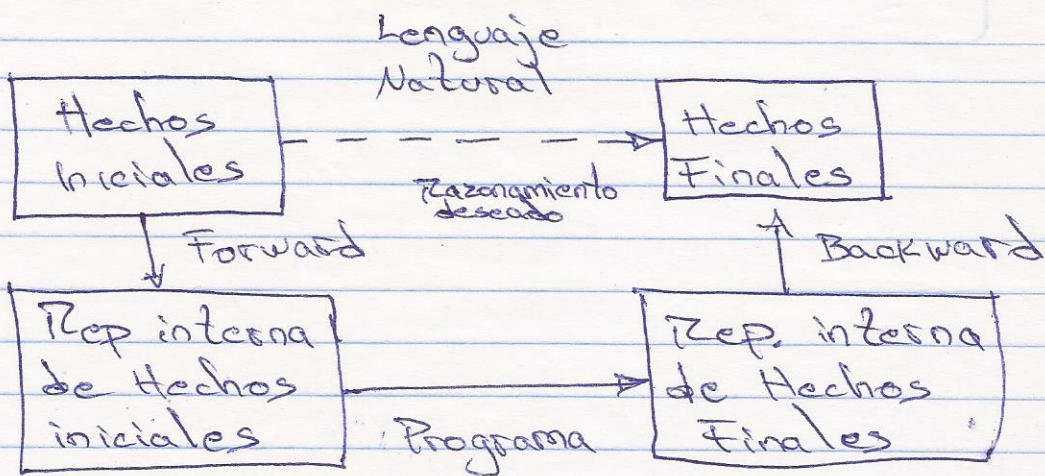 Lenguaje
Natural
Hechos
Iniciales
Razonamiento
deseado
Hechos
Finales
Forward
Backward
Rep interna
de Hechos
iniciales
Programa
Rep. interna
de Hechos
Finales